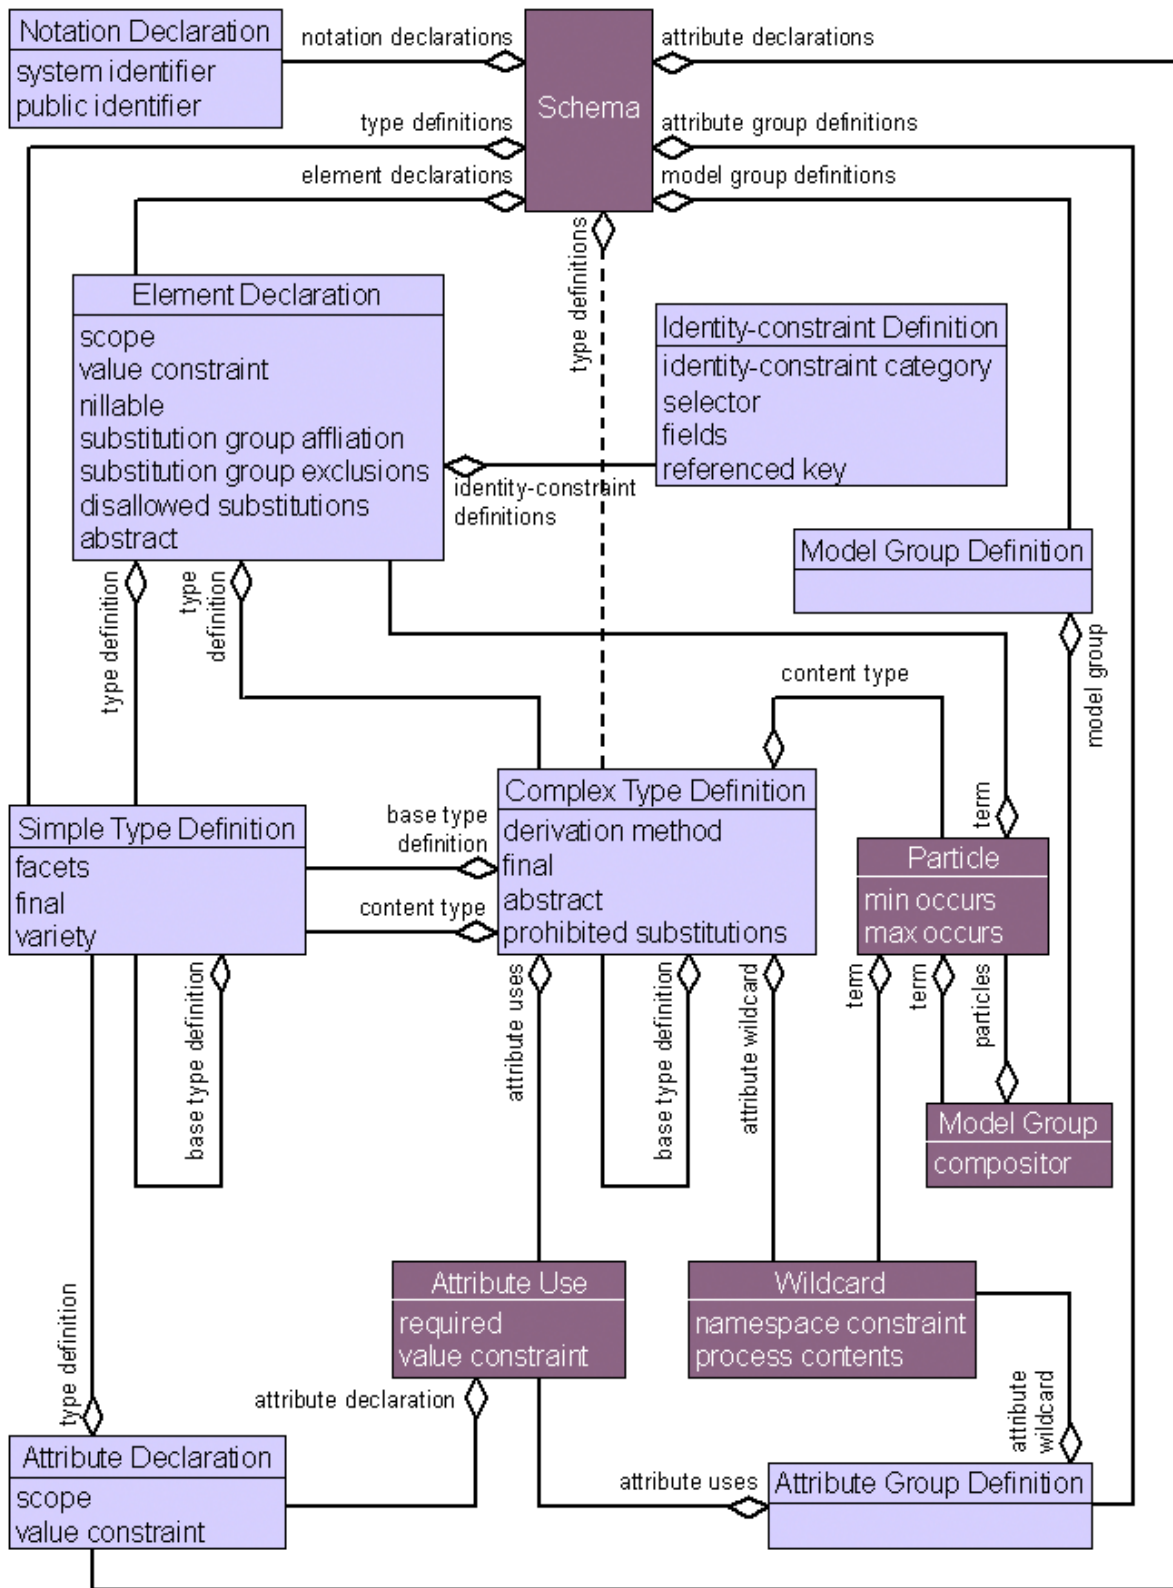 Notation Declaration
system identifier
public identifier
notation declarations
Schema
attribute declarations
type definitions
attribute group definitions
element declarations
model group definitions
type definitions
Element Declaration
scope
value constraint
nillable
substitution group affliation
substitution group exclusions
disallowed substitutions
abstract
Identity-constraint Definition
identity-constraint category
selector
fields
referenced key
identity-constraint
definitions
Model Group Definition
type definition
type
definition
model group
content type
term
Simple Type Definition
facets
final
variety
base type
definition
content type
Complex Type Definition
derivation method
final
abstract
prohibited substitutions
Particle
min occurs
max occurs
base type definition
attribute uses
base type definition
attribute wildcard
term
term
particles
Model Group
compositor
Attribute Use
required
value constraint
Wildcard
namespace constraint
process contents
type definition
attribute declaration
attribute
wildcard
Attribute Declaration
scope
value constraint
attribute uses
Attribute Group Definition